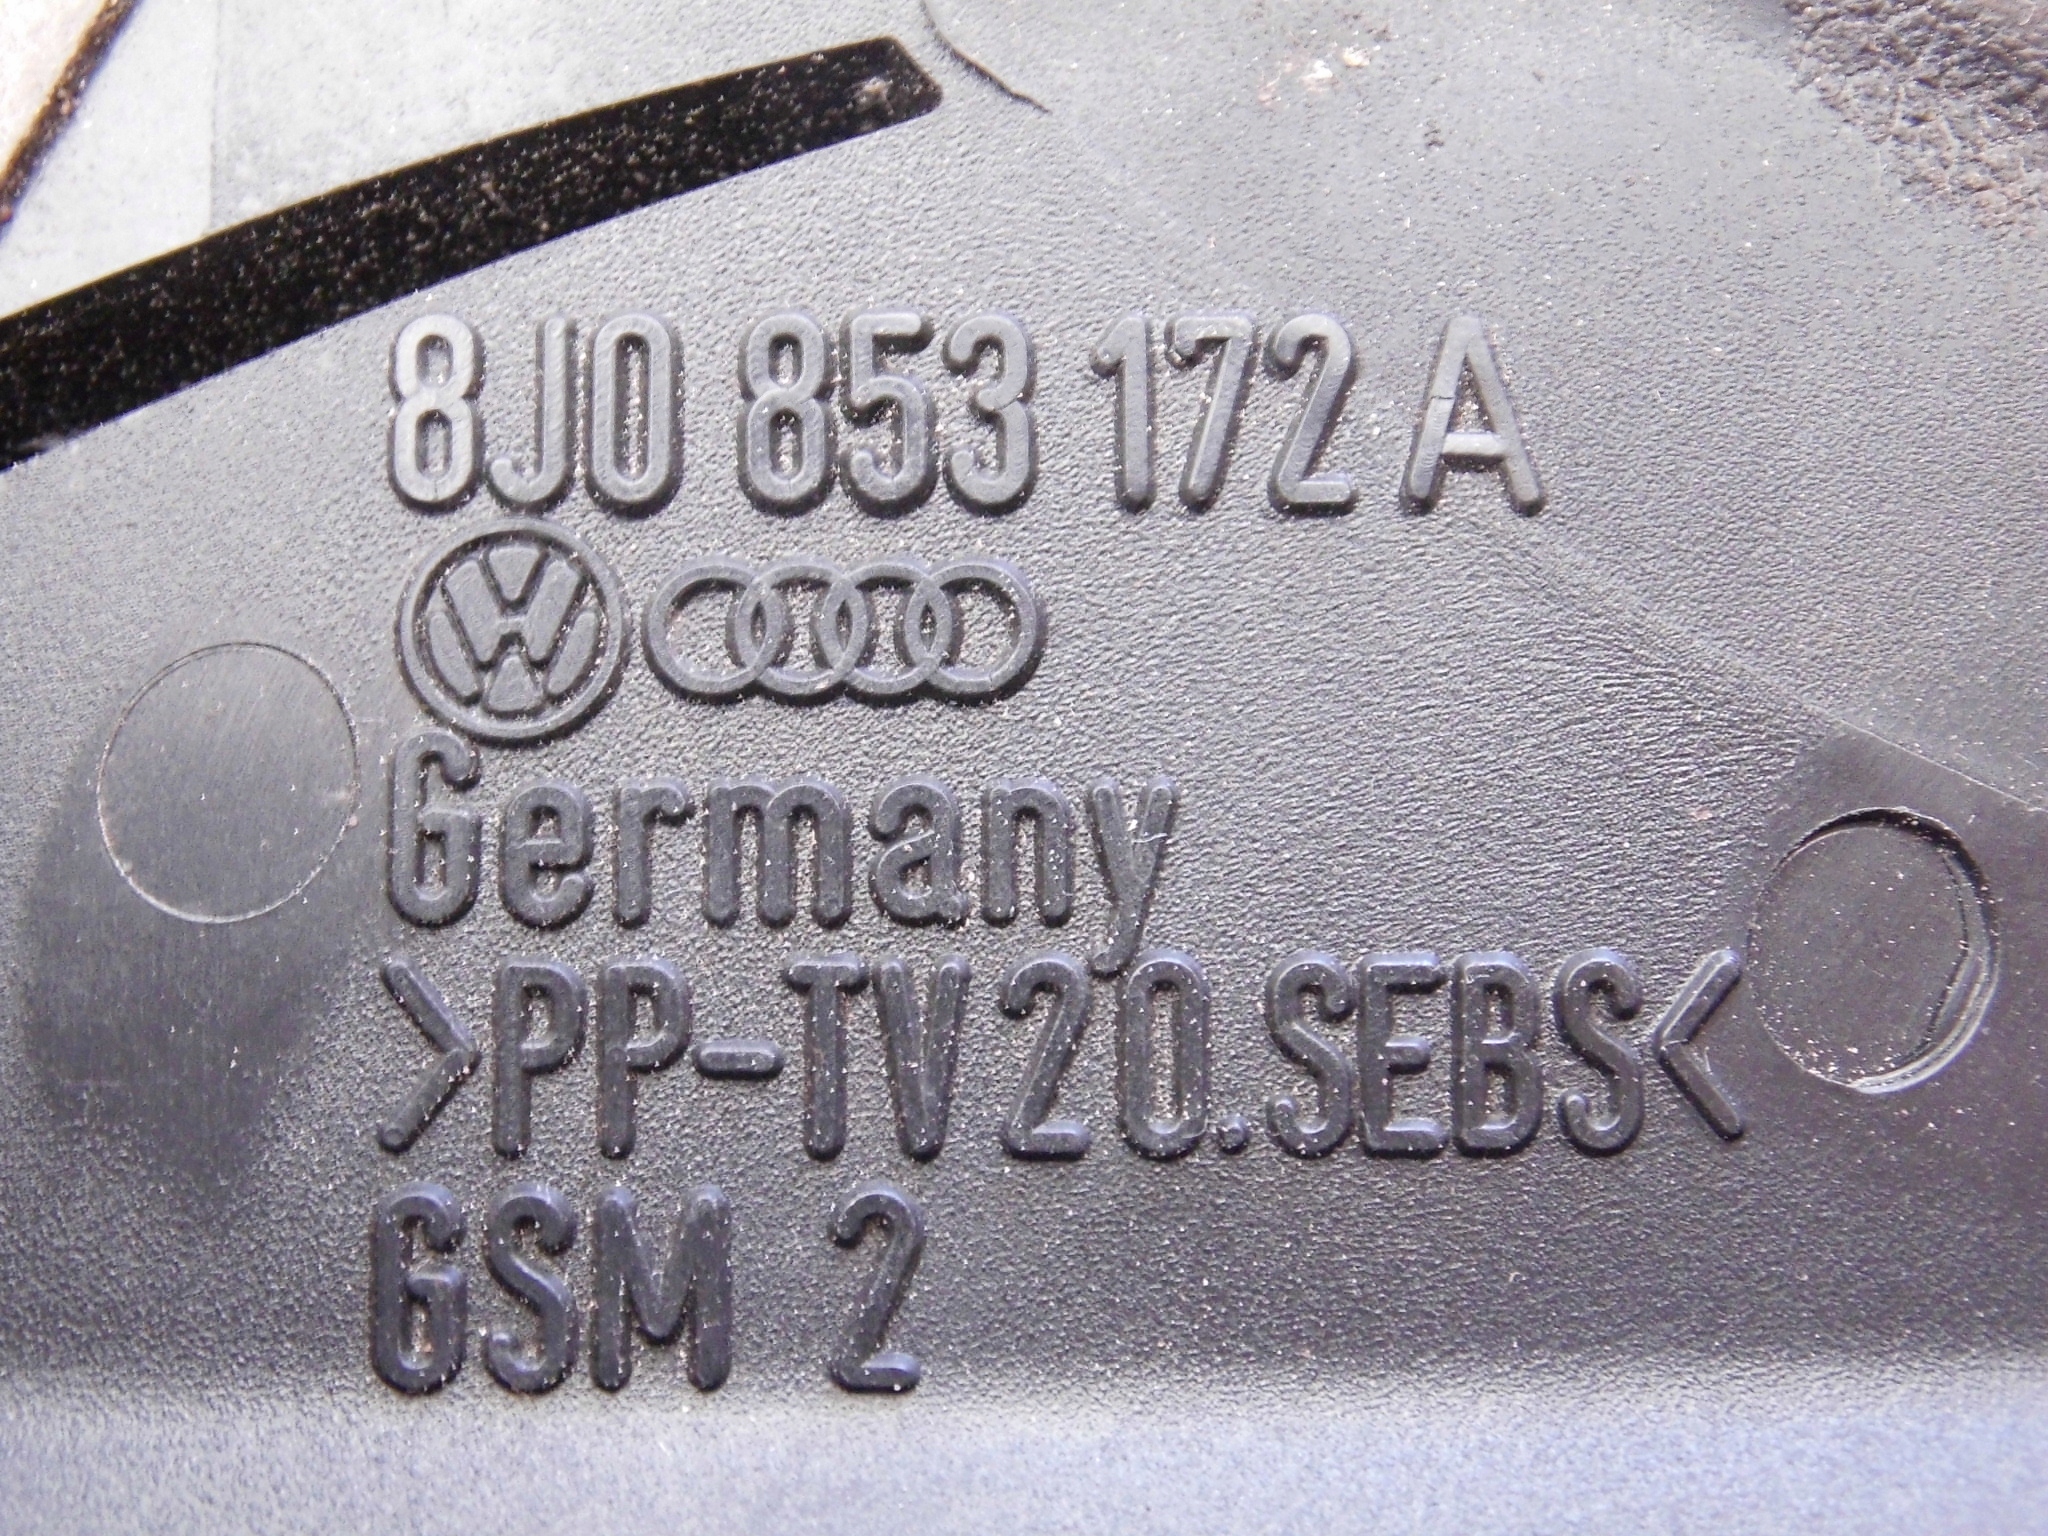 8J0 853 172 A
Germany
>PP-TV20.SEBS<
GSM 2